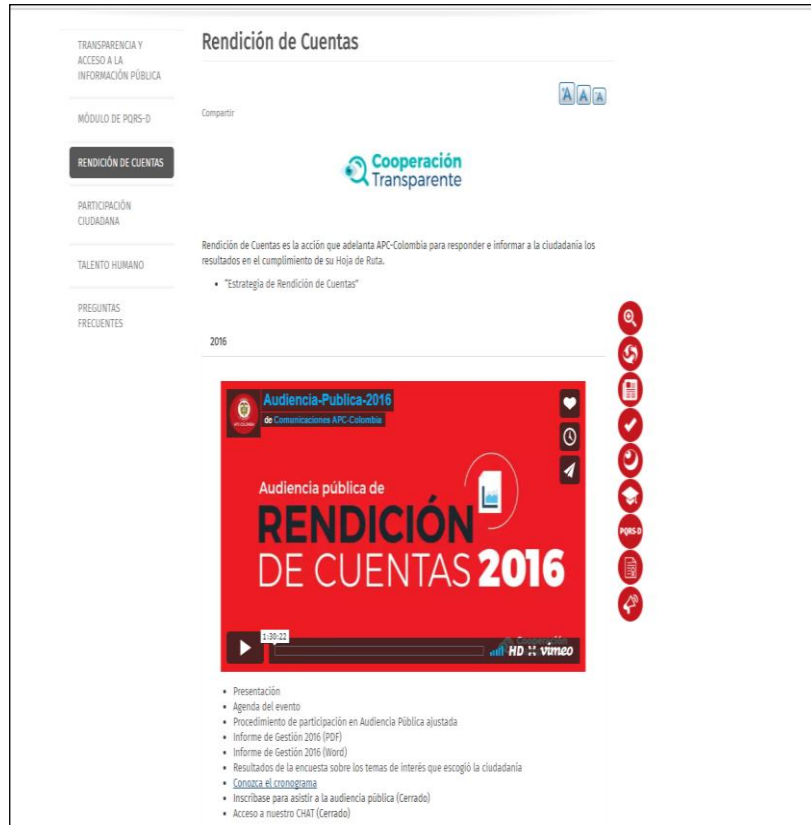 TRANSPARENCIA Y
ACCESO A LA
INFORMACIÓN PÚBLICA
MÓDULO DE PQRS-D
RENDICIÓN DE CUENTAS
PARTICIPACIÓN
CIUDADANA
TALENTO HUMANO
PREGUNTAS
FRECUENTES
Rendición de Cuentas
A A A
Compartir
Cooperación
Transparente
Rendición de Cuentas es la acción que adelanta APC-Colombia para responder e informar a la ciudadanía los
resultados en el cumplimiento de su Hoja de Ruta.
• "Estrategia de Rendición de Cuentas"
2016
Audiencia-Publica-2016
de Comunicaciones APC-Colombia
APC-COLOMBIA
Audiencia pública de
RENDICIÓN
DE CUENTAS 2016
1:30:22
Cooperación
HD vimeo
PQRS-D
• Presentación
• Agenda del evento
• Procedimiento de participación en Audiencia Pública ajustada
• Informe de Gestión 2016 (PDF)
• Informe de Gestión 2016 (Word)
• Resultados de la encuesta sobre los temas de interés que escogió la ciudadanía
• Conozca el cronograma
• Inscríbase para asistir a la audiencia pública (Cerrado)
• Acceso a nuestro CHAT (Cerrado)